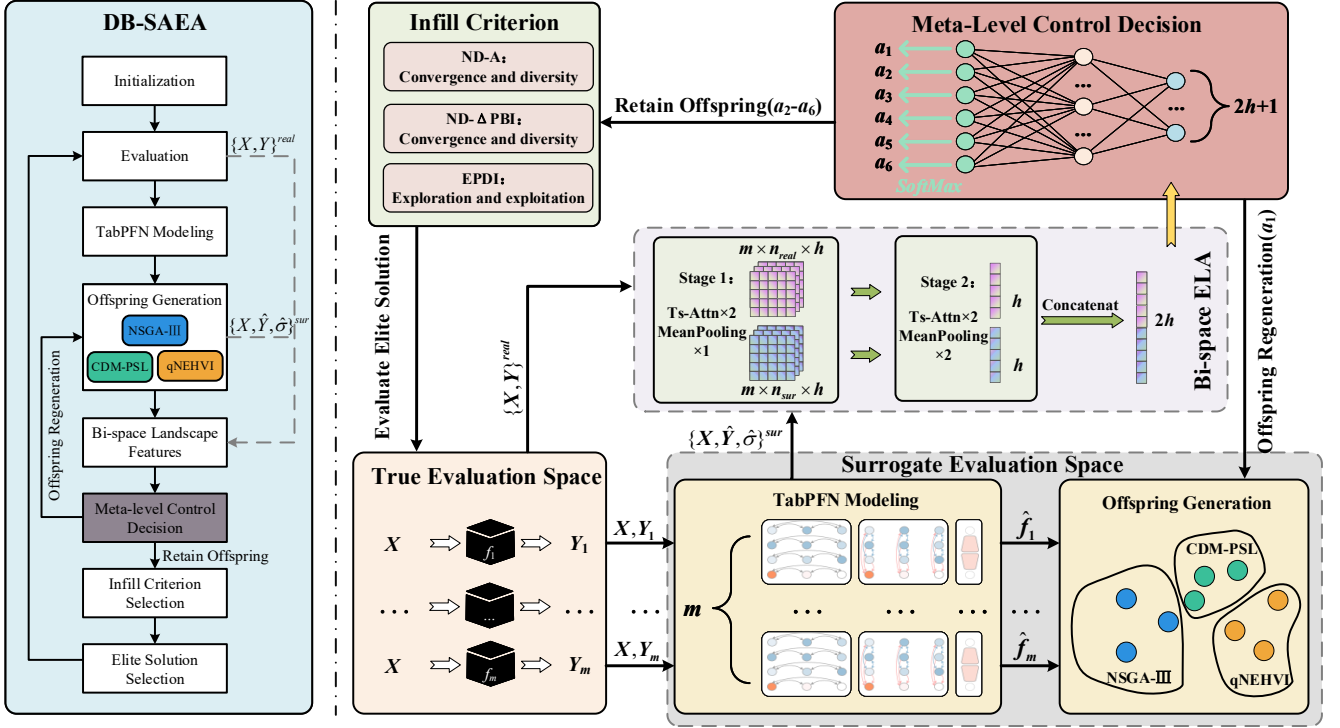 DB-SAEA
Initialization
Evaluation
{X,Y}^real
TabPFN Modeling
Offspring Generation
NSGA-III
{X,Ŷ,σ̂}^sur
CDM-PSL
qNEHVI
Offspring Regeneration
Bi-space Landscape
Features
Meta-level Control
Decision
Retain Offspring
Infill Criterion
Selection
Elite Solution
Selection
Infill Criterion
ND-A:
Convergence and diversity
ND-ΔPBI:
Convergence and diversity
EPDI:
Exploration and exploitation
Retain Offspring(a2-a6)
Meta-Level Control Decision
a1
a2
a3
a4
a5
a6
SoftMax
...
...
...
2h+1
Evaluate Elite Solution
{X,Y}^real
Stage 1:
Ts-Attn×2
MeanPooling
×1
m × n_real × h
m × n_sur × h
Stage 2:
Ts-Attn×2
MeanPooling
×2
h
h
Concatenat
2h
Bi-space ELA
Offspring Regeneration(a1)
{X,Ŷ,σ̂}^sur
True Evaluation Space
X
f1
Y1
...
...
...
X
fm
Ym
X,Y1
...
X,Ym
Surrogate Evaluation Space
TabPFN Modeling
m
...
...
f̂1
...
f̂m
Offspring Generation
CDM-PSL
NSGA-III
qNEHVI